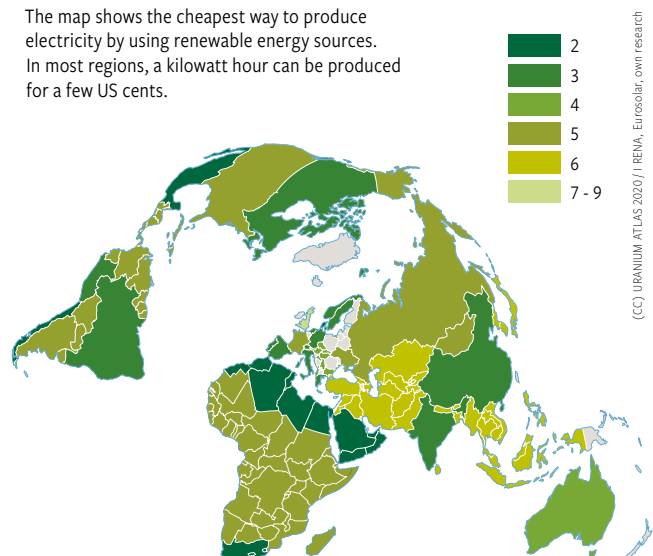 The map shows the cheapest way to produce
electricity by using renewable energy sources.
In most regions, a kilowatt hour can be produced
for a few US cents.
2
3
4
5
6
7 - 9
(CC) URANIUM ATLAS 2020 / I RENA, Eurosolar, own research